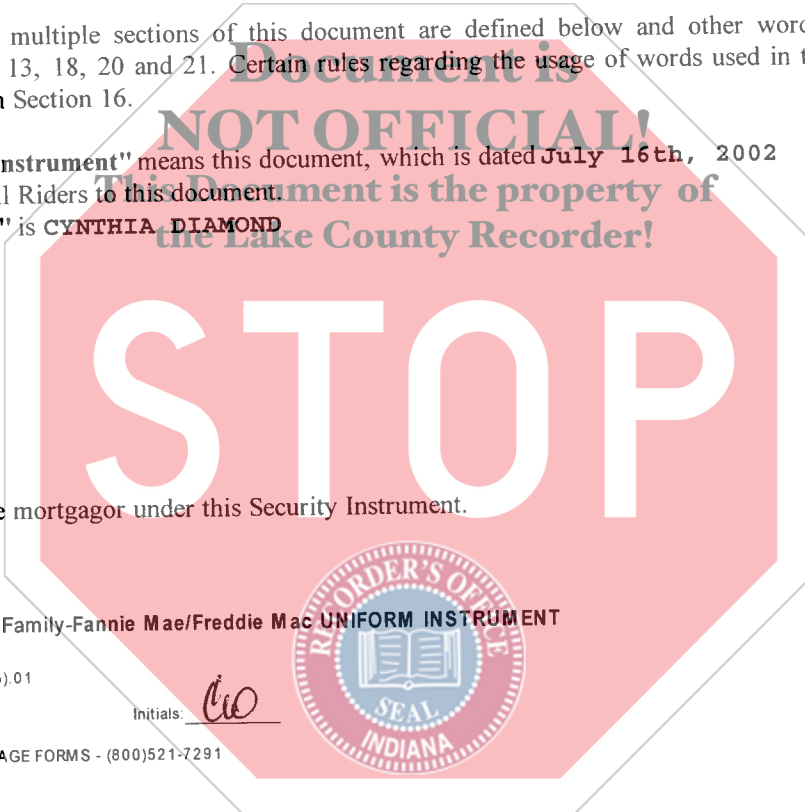 multiple sections of this document are defined below and other word
13, 18, 20 and 21. Certain rules regarding the usage of words used in t
Section 16.
Document is
NOT OFFICIAL!
nstrument" means this document, which is dated July 16th, 2002
l Riders to this document.
This Document is the property of
" is CYNTHIA DIAMOND
the Lake County Recorder!
STOP
e mortgagor under this Security Instrument.
RECORDER'S OFFICE
Family-Fannie Mae/Freddie Mac UNIFORM INSTRUMENT
).01
Initials:
SEAL
INDIANA
AGE FORMS - (800)521-7291